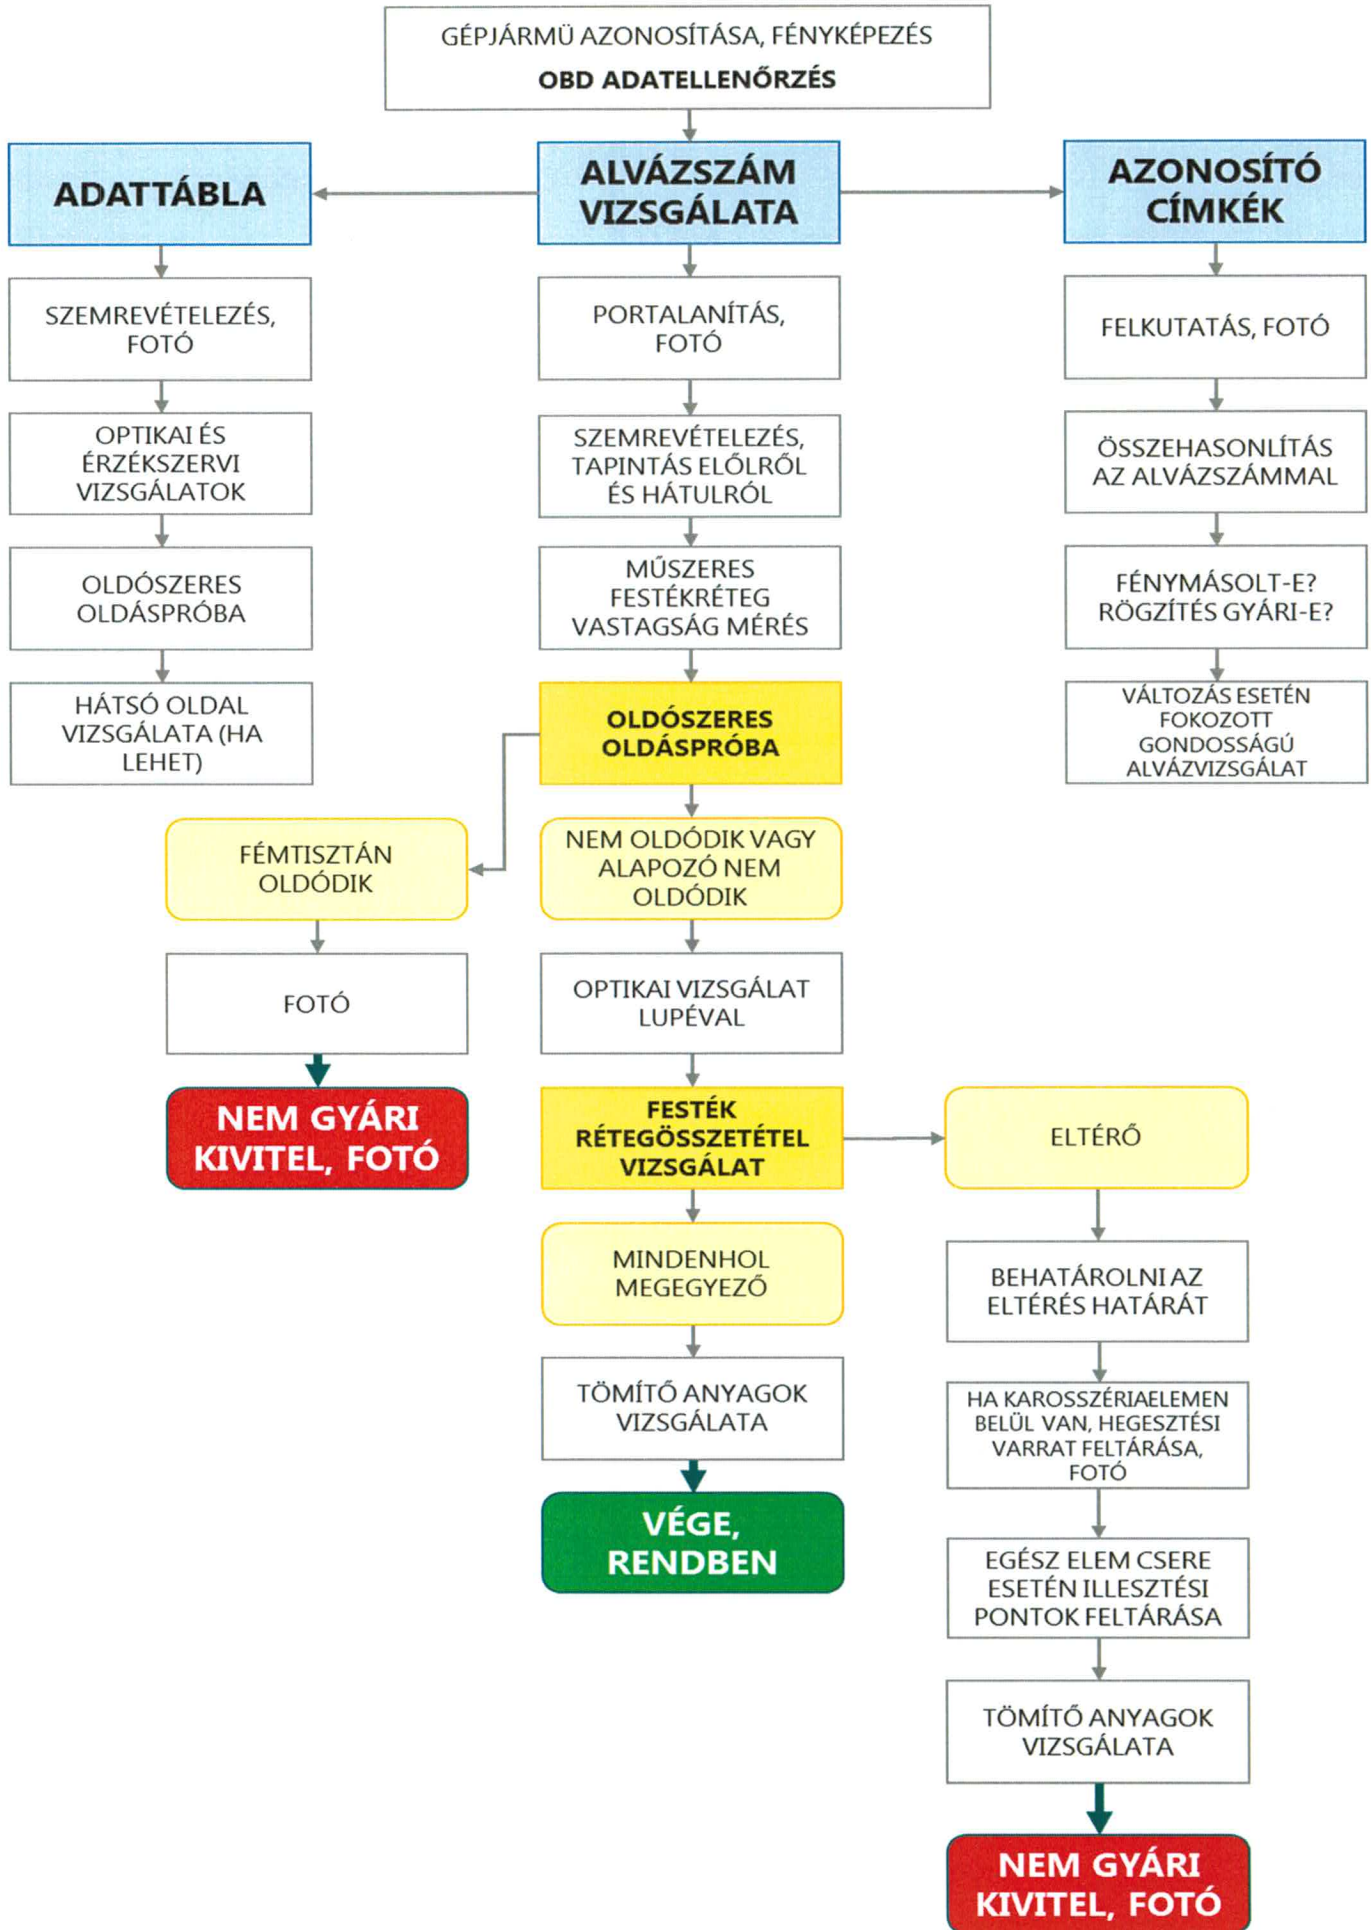 GÉPJÁRMÜ AZONOSÍTÁSA, FÉNYKÉPEZÉS
OBD ADATELLENŐRZÉS
ADATTÁBLA
SZEMREVÉTELEZÉS,
FOTÓ
OPTIKAI ÉS
ÉRZÉKSZERVI
VIZSGÁLATOK
OLDÓSZERES
OLDÁSPRÓBA
HÁTSÓ OLDAL
VIZSGÁLATA (HA
LEHET)
ALVÁZSZÁM
VIZSGÁLATA
PORTALANÍTÁS,
FOTÓ
SZEMREVÉTELEZÉS,
TAPINTÁS ELŐLRŐL
ÉS HÁTULRÓL
MŰSZERES
FESTÉKRÉTEG
VASTAGSÁG MÉRÉS
OLDÓSZERES
OLDÁSPRÓBA
AZONOSÍTÓ
CÍMKÉK
FELKUTATÁS, FOTÓ
ÖSSZEHASONLÍTÁS
AZ ALVÁZSZÁMMAL
FÉNYMÁSOLT-E?
RÖGZÍTÉS GYÁRI-E?
VÁLTOZÁS ESETÉN
FOKOZOTT
GONDOSSÁGÚ
ALVÁZVIZSGÁLAT
FÉMTISZTÁN
OLDÓDIK
FOTÓ
NEM GYÁRI
KIVITEL, FOTÓ
NEM OLDÓDIK VAGY
ALAPOZÓ NEM
OLDÓDIK
OPTIKAI VIZSGÁLAT
LUPÉVAL
FESTÉK
RÉTEGÖSSZETÉTEL
VIZSGÁLAT
MINDENHOL
MEGEGYEZŐ
TÖMÍTŐ ANYAGOK
VIZSGÁLATA
VÉGE,
RENDBEN
ELTÉRŐ
BEHATÁROLNI AZ
ELTÉRÉS HATÁRÁT
HA KAROSSZÉRIAELEMEN
BELÜL VAN, HEGESZTÉSI
VARRAT FELTÁRÁSA,
FOTÓ
EGÉSZ ELEM CSERE
ESETÉN ILLESZTÉSI
PONTOK FELTÁRÁSA
TÖMÍTŐ ANYAGOK
VIZSGÁLATA
NEM GYÁRI
KIVITEL, FOTÓ